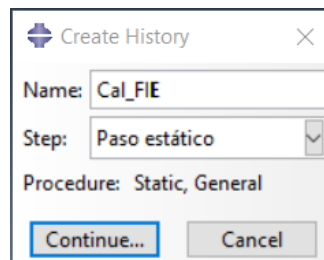 Create History
Name: Cal_FIE
Step: Paso estático
Procedure: Static, General
Continue... Cancel